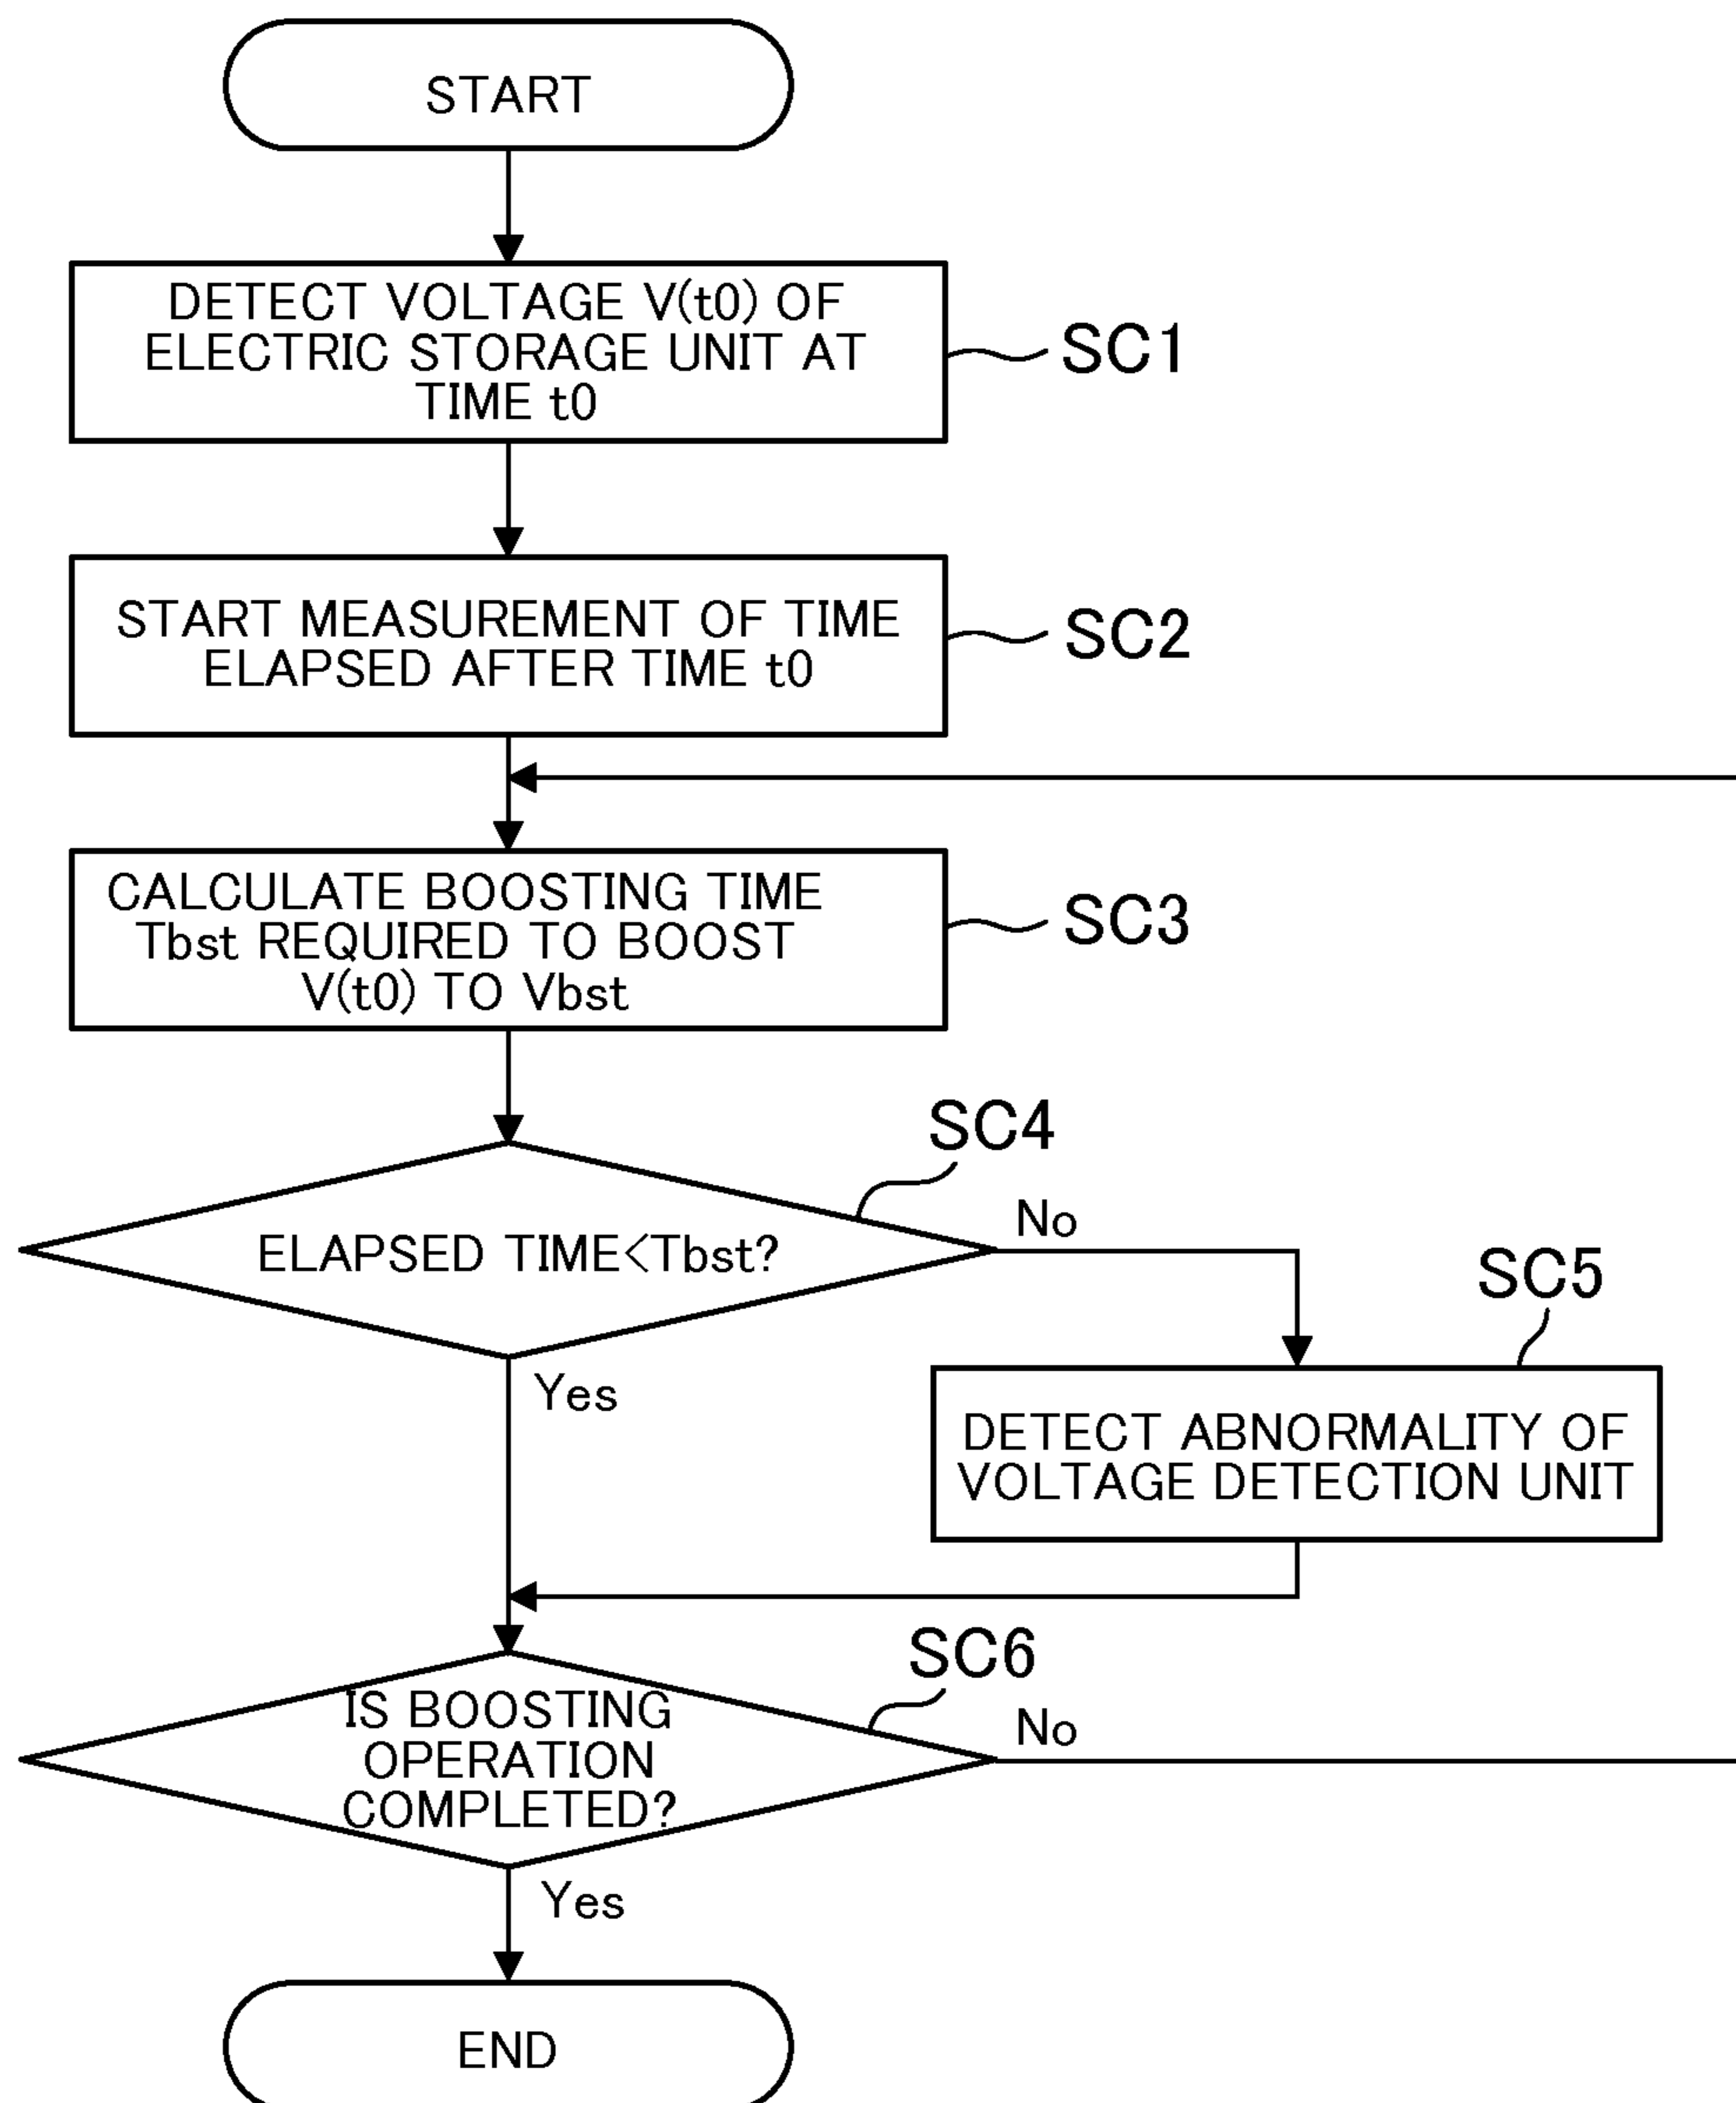 START
DETECT VOLTAGE V(t0) OF
ELECTRIC STORAGE UNIT AT
TIME t0
SC1
START MEASUREMENT OF TIME
ELAPSED AFTER TIME t0
SC2
CALCULATE BOOSTING TIME
Tbst REQUIRED TO BOOST
V(t0) TO Vbst
SC3
SC4
ELAPSED TIME<Tbst?
No
Yes
SC5
DETECT ABNORMALITY OF
VOLTAGE DETECTION UNIT
SC6
IS BOOSTING
OPERATION
COMPLETED?
No
Yes
END